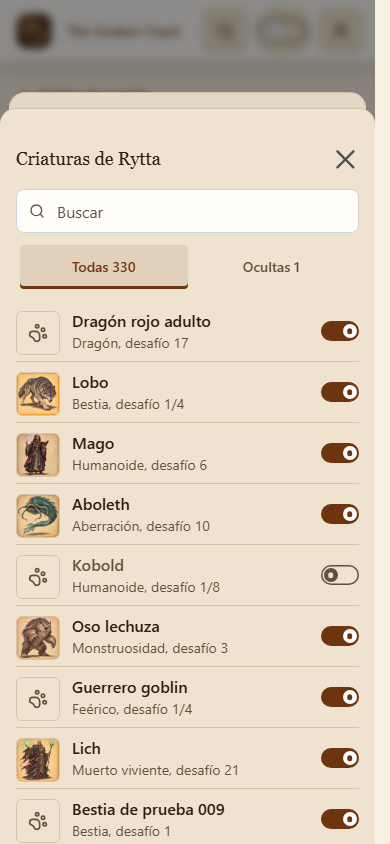 The Golden Coast
Criaturas de Rytta
Buscar
Todas 330
Ocultas 1
Dragón rojo adulto
Dragón, desafío 17
Lobo
Bestia, desafío 1/4
Mago
Humanoide, desafío 6
Aboleth
Aberración, desafío 10
Kobold
Humanoide, desafío 1/8
Oso lechuza
Monstruosidad, desafío 3
Guerrero goblin
Feérico, desafío 1/4
Lich
Muerto viviente, desafío 21
Bestia de prueba 009
Bestia, desafío 1